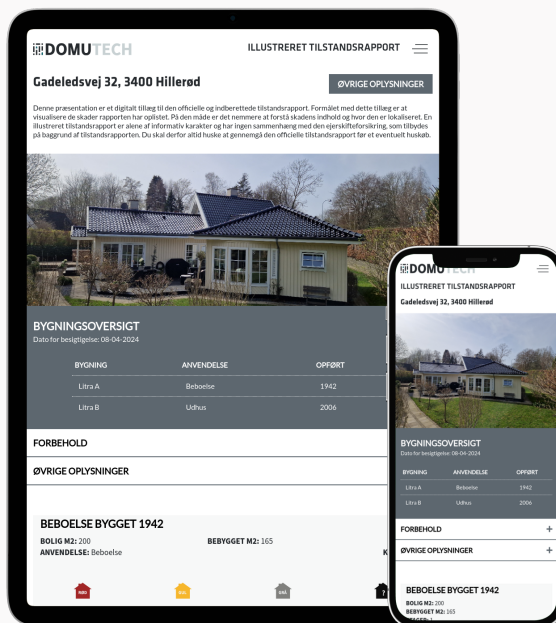 DOMUTECH
ILLUSTRERET TILSTANDSRAPPORT
Gadeledsvej 32, 3400 Hillerød
ØVRIGE OPLYSNINGER
Denne præsentation er et digitalt tillæg til den officielle og indberettede tilstandsrapport. Formålet med dette tillæg er at
visualisere de skader rapporten har oplistet. På den måde er det nemmere at forstå skadens indhold og hvor den er lokaliseret. En
illustreret tilstandsrapport er alene af informativ karakter og har ingen sammenhæng med den ejerskifteforsikring, som tilbydes
på baggrund af tilstandsrapporten. Du skal derfor altid huske at gennemgå den officielle tilstandsrapport før et eventuelt huskøb.
BYGNINGSOVERSIGT
Dato for besigtigelse: 08-04-2024
BYGNING ANVENDELSE OPFØRT
Litra A Beboelse 1942
Litra B Udhus 2006
FORBEHOLD
ØVRIGE OPLYSNINGER
BEBOELSE BYGGET 1942
BOLIG M2: 200 BEBYGGET M2: 165
ANVENDELSE: Beboelse K
RØD GUL GRÅ ?
DOMUTECH
ILLUSTRERET TILSTANDSRAPPORT
Gadeledsvej 32, 3400 Hillerød
BYGNINGSOVERSIGT
Dato for besigtigelse: 08-04-2024
BYGNING ANVENDELSE OPFØRT
Litra A Beboelse 1942
Litra B Udhus 2006
FORBEHOLD +
ØVRIGE OPLYSNINGER +
BEBOELSE BYGGET 1942
BOLIG M2: 200
BEBYGGET M2: 165